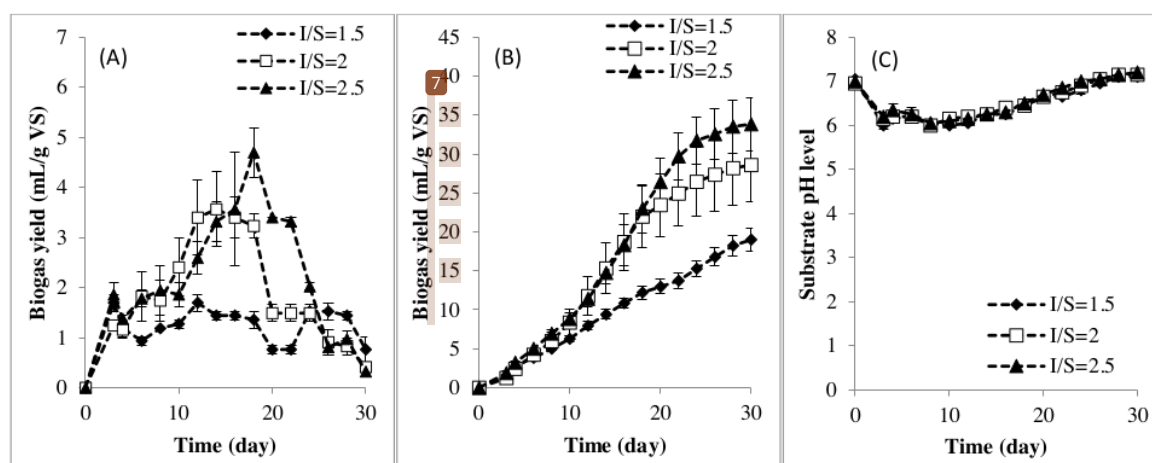 (A)
I/S=1.5
I/S=2
I/S=2.5
7
6
5
4
3
2
1
0
Biogas yield (mL/g VS)
0 10 20 30
Time (day)
(B)
I/S=1.5
I/S=2
I/S=2.5
7
45
40
35
30
25
20
15
10
5
0
Biogas yield (mL/g VS)
0 10 20 30
Time (day)
(C)
8
7
6
5
4
3
2
1
0
Substrate pH level
I/S=1.5
I/S=2
I/S=2.5
0 10 20 30
Time (day)